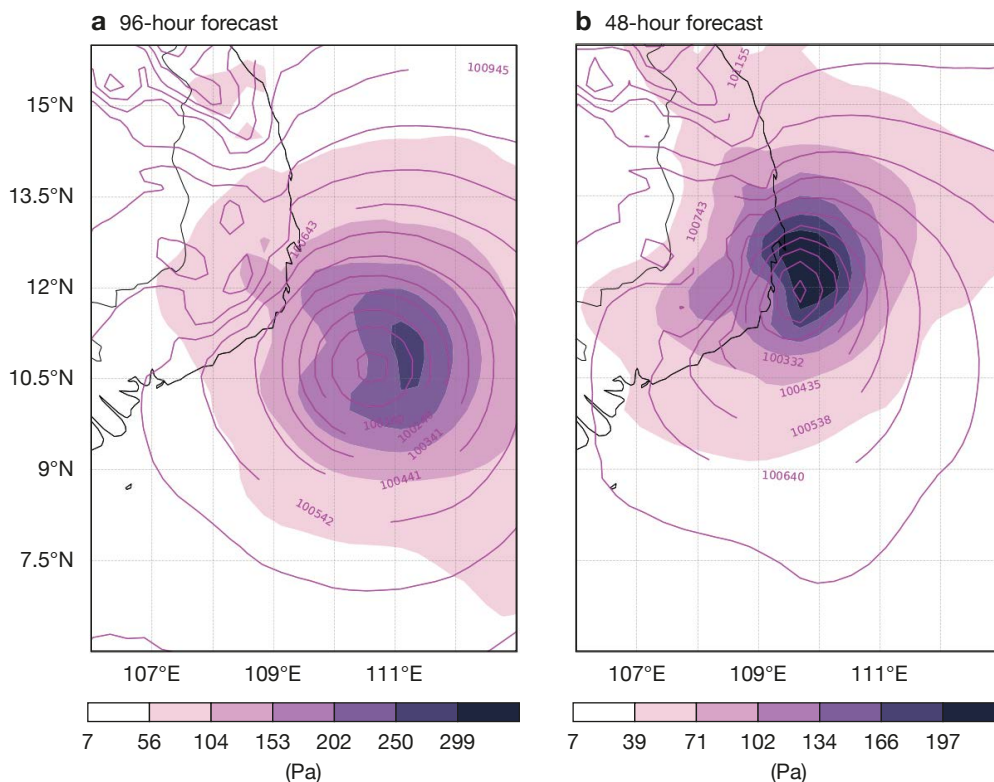 a 96-hour forecast
b 48-hour forecast
100945
101155
15°N
13.5°N
12°N
10.5°N
9°N
7.5°N
100643
100341
100441
100542
100743
100332
100435
100538
100640
107°E 109°E 111°E
107°E 109°E 111°E
7 56 104 153 202 250 299
(Pa)
7 39 71 102 134 166 197
(Pa)